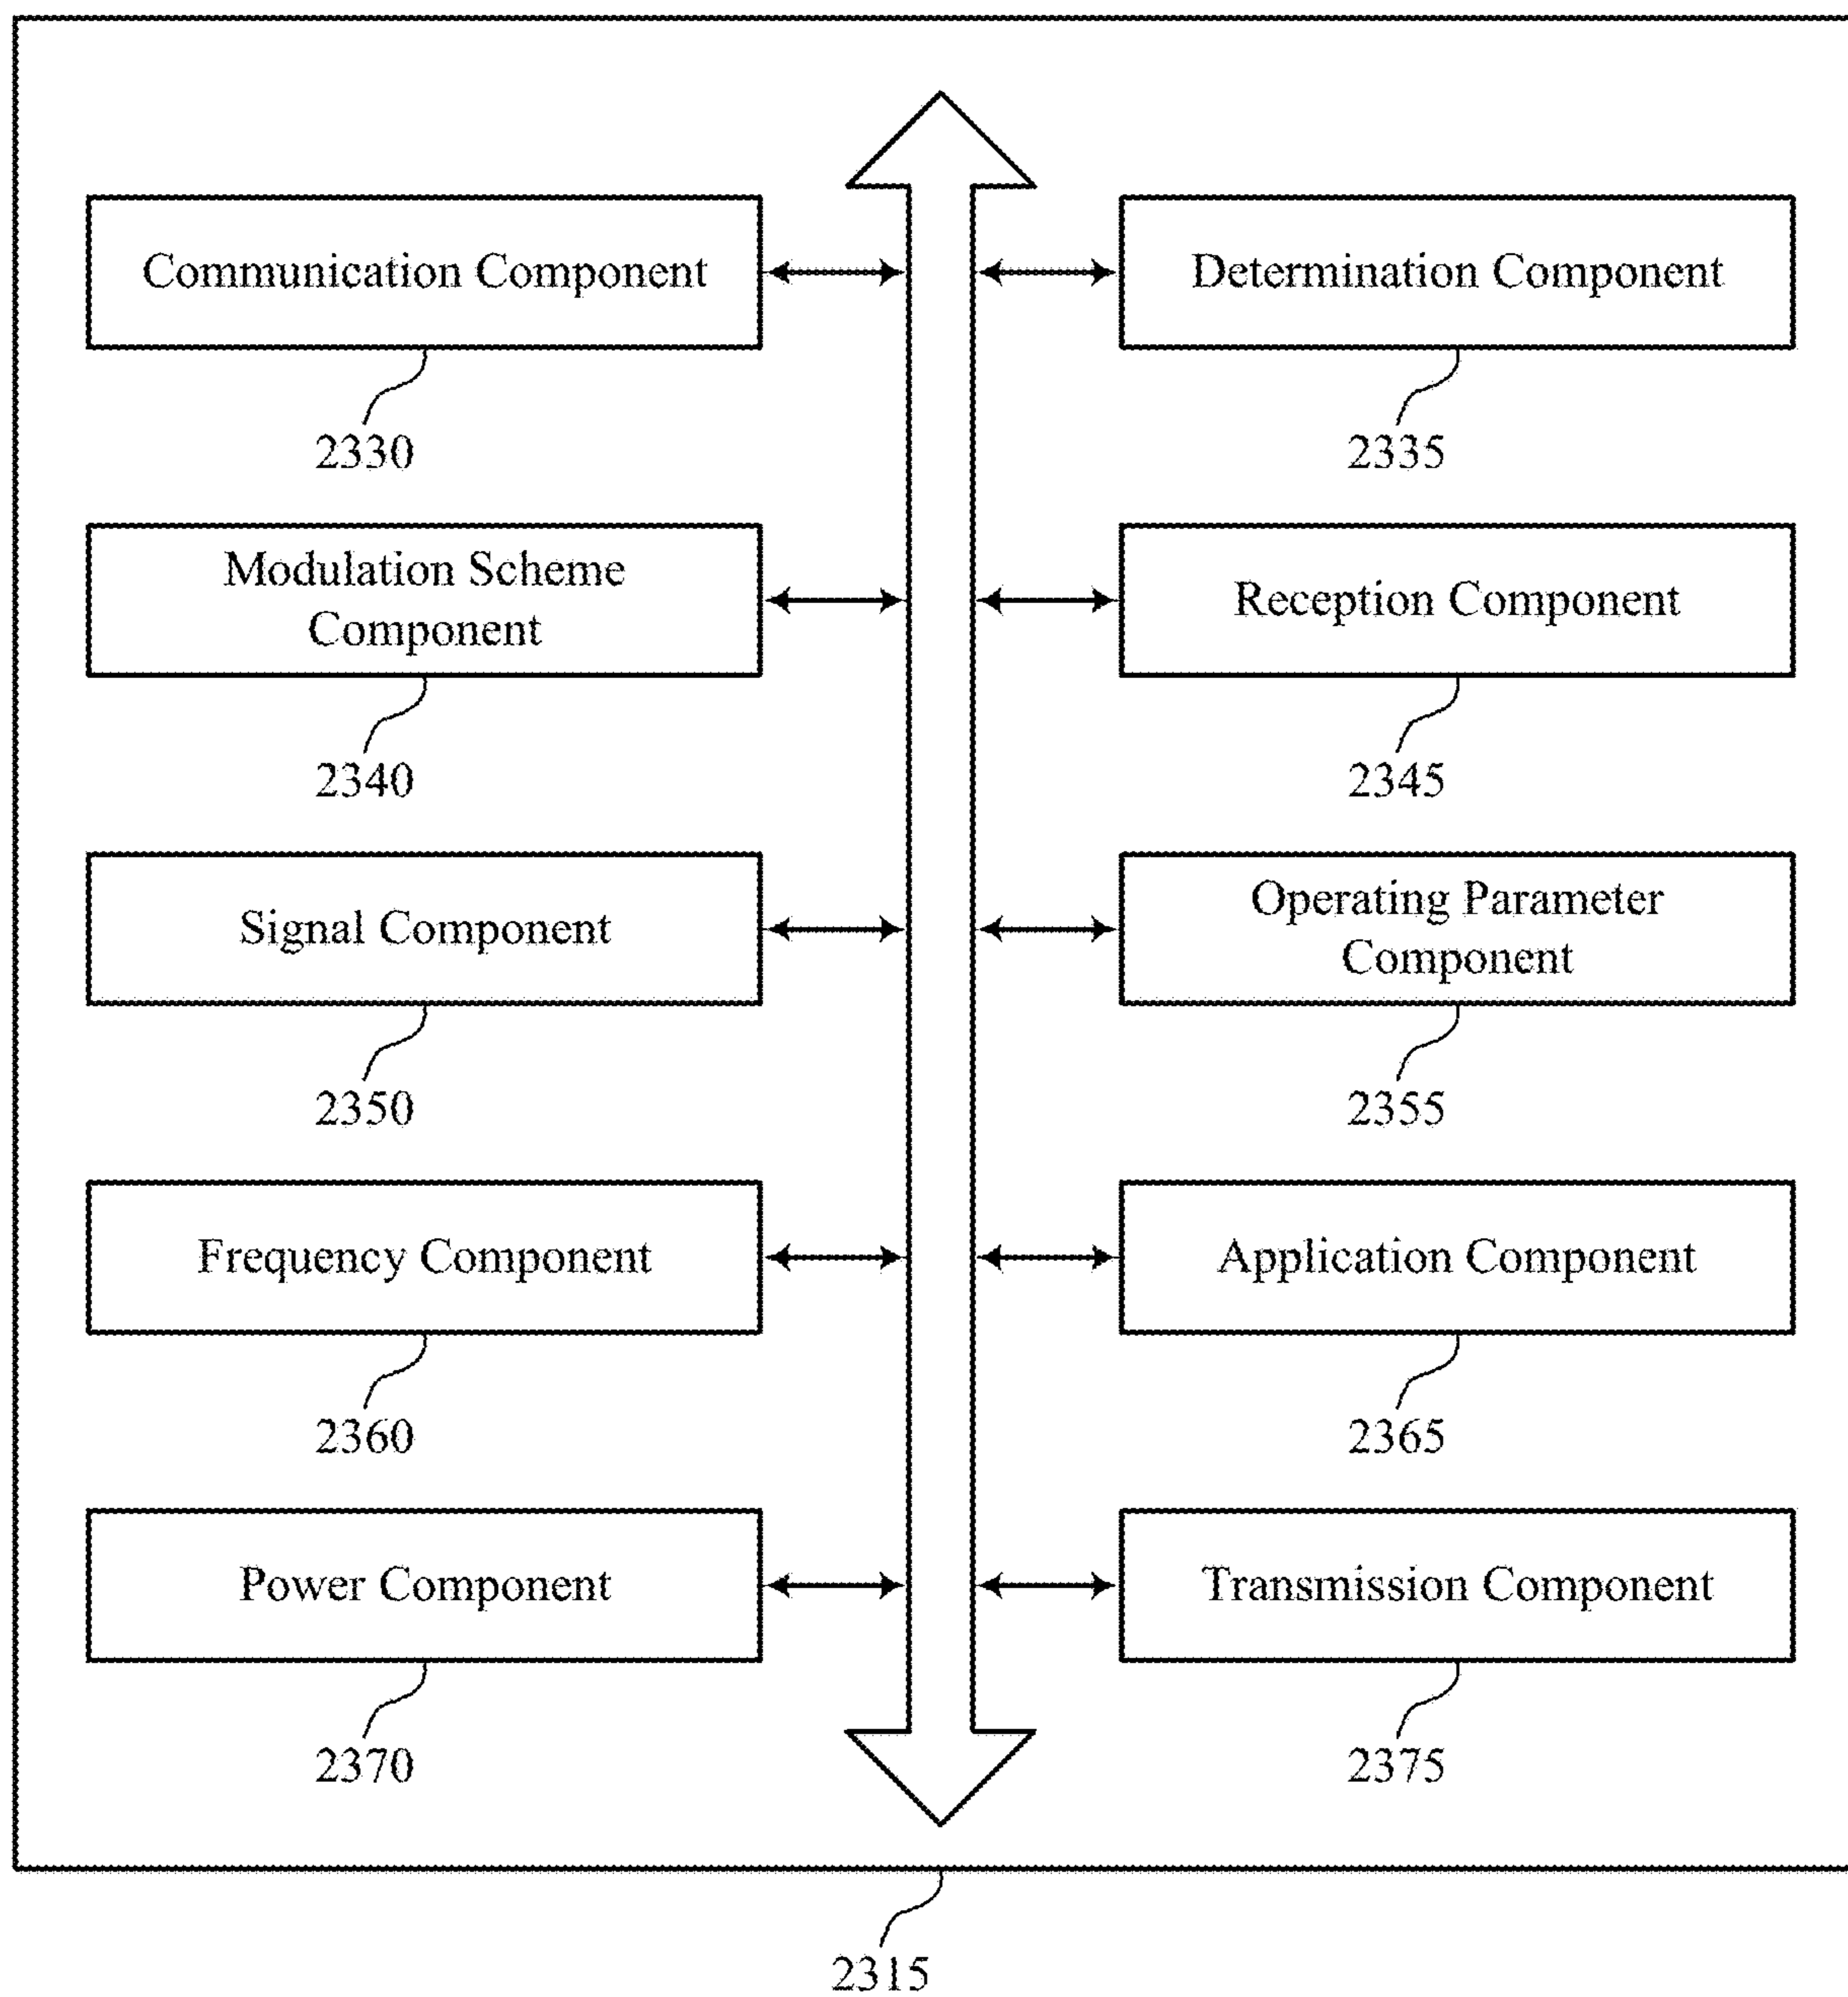 Communication Component
Determination Component
2330
2335
Modulation Scheme
Component
Reception Component
2340
2345
Signal Component
Operating Parameter
Component
2350
2355
Frequency Component
Application Component
2360
2365
Power Component
Transmission Component
2370
2375
2315